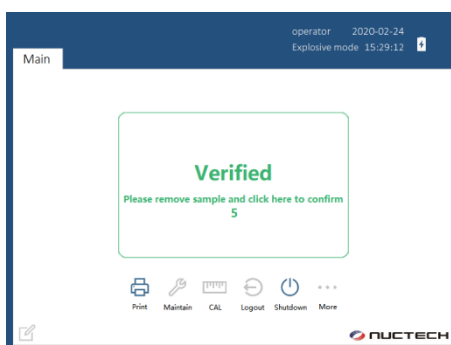 operator 2020-02-24
Explosive mode 15:29:12
Main
Verified
Please remove sample and click here to confirm
5
Print Maintain CAL Logout Shutdown More
NUCTECH